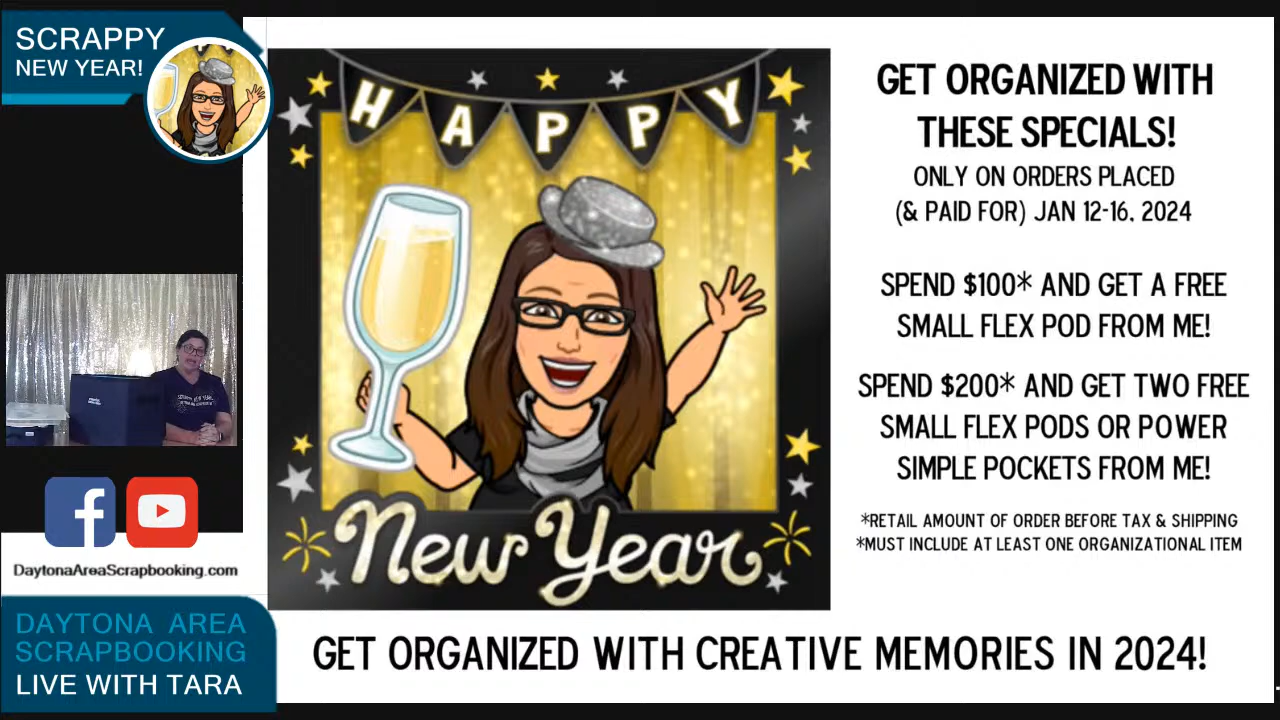 SCRAPPY
NEW YEAR!
HAPPY
New Year
GET ORGANIZED WITH
THESE SPECIALS!
ONLY ON ORDERS PLACED
(& PAID FOR) JAN 12-16, 2024
SPEND $100* AND GET A FREE
SMALL FLEX POD FROM ME!
SPEND $200* AND GET TWO FREE
SMALL FLEX PODS OR POWER
SIMPLE POCKETS FROM ME!
*RETAIL AMOUNT OF ORDER BEFORE TAX & SHIPPING
*MUST INCLUDE AT LEAST ONE ORGANIZATIONAL ITEM
DaytonaAreaScrapbooking.com
DAYTONA AREA
SCRAPBOOKING
LIVE WITH TARA
GET ORGANIZED WITH CREATIVE MEMORIES IN 2024!